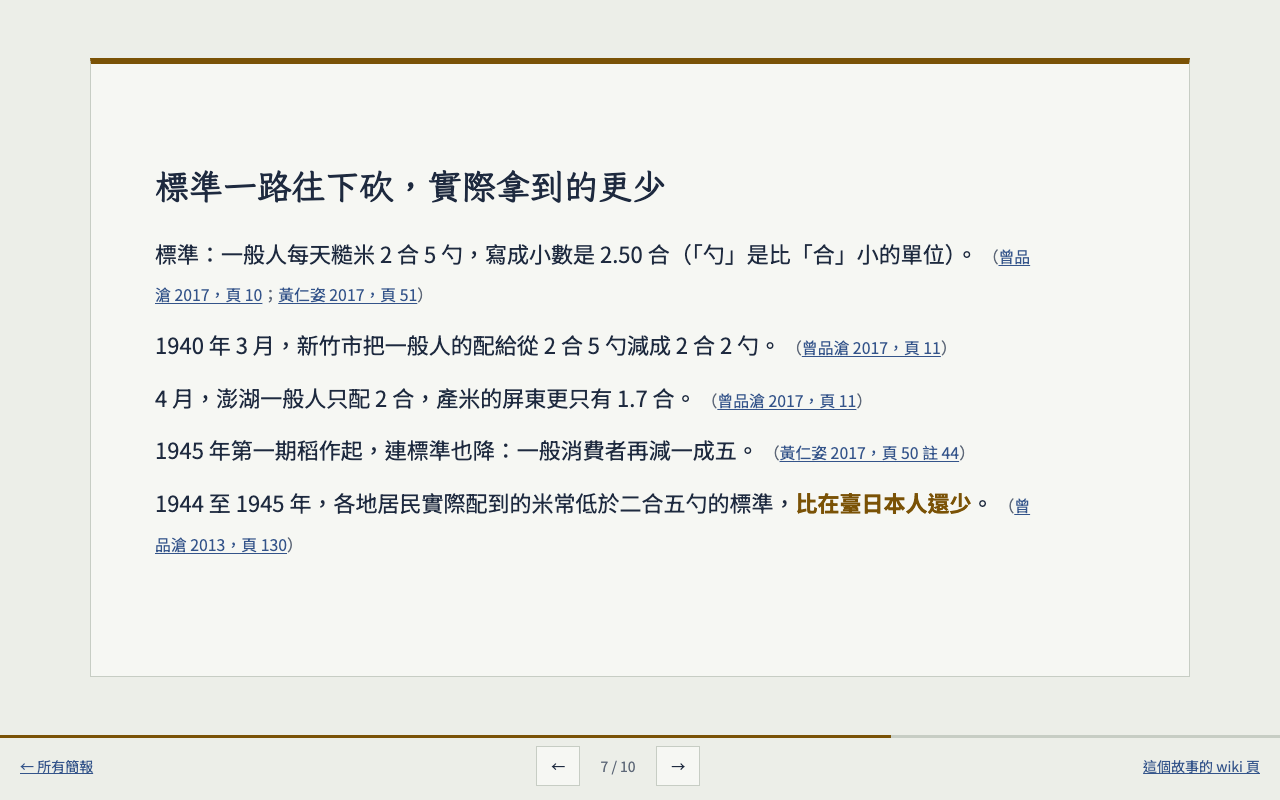 標準一路往下砍，實際拿到的更少
標準：一般人每天糙米 2 合 5 勺，寫成小數是 2.50 合（「勺」是比「合」小的單位）。（曾品
滄 2017，頁 10；黃仁姿 2017，頁 51）
1940 年 3 月，新竹市把一般人的配給從 2 合 5 勺減成 2 合 2 勺。（曾品滄 2017，頁 11）
4 月，澎湖一般人只配 2 合，產米的屏東更只有 1.7 合。（曾品滄 2017，頁 11）
1945 年第一期稻作起，連標準也降：一般消費者再減一成五。（黃仁姿 2017，頁 50 註 44）
1944 至 1945 年，各地居民實際配到的米常低於二合五勺的標準，比在臺日本人還少。（曾
品滄 2013，頁 130）
← 所有簡報
←
7 / 10
→
這個故事的 wiki 頁